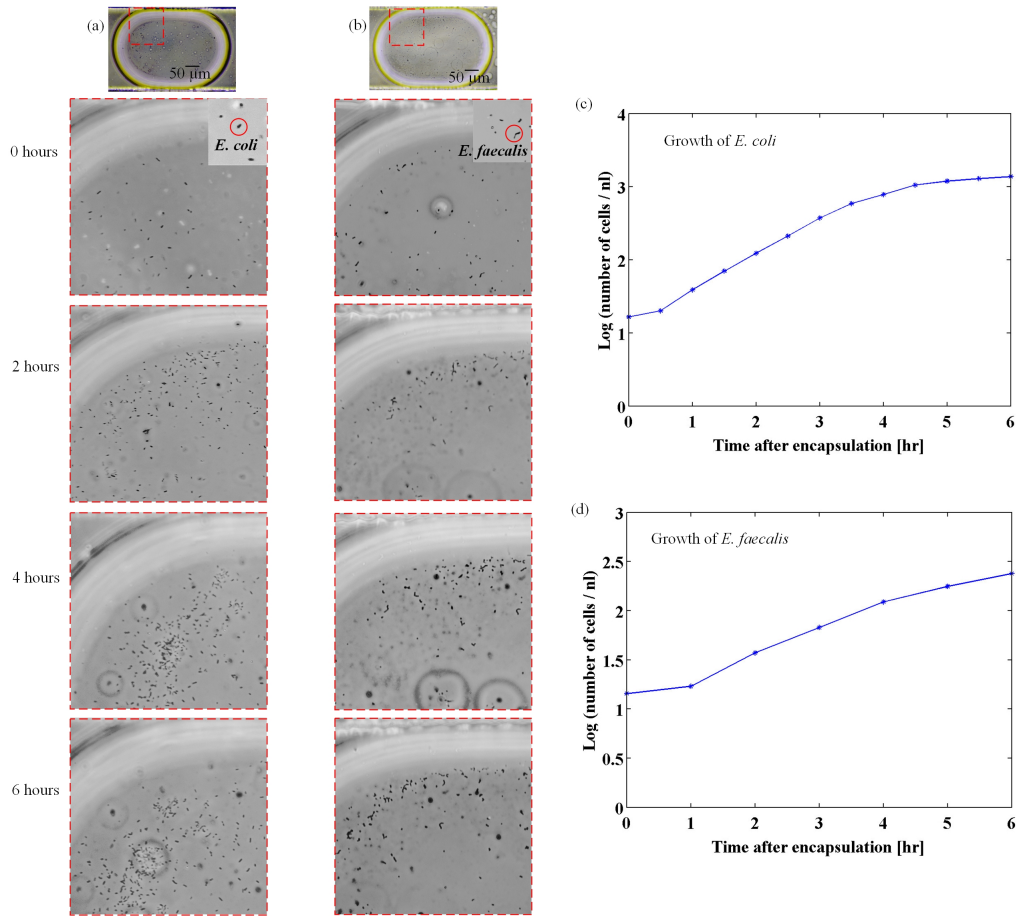 (a)
50 μm
(b)
50 μm
0 hours
E. coli
E. faecalis
2 hours
4 hours
6 hours
(c)
Growth of E. coli
4
3
2
1
0
Log (number of cells / nl)
0 1 2 3 4 5 6
Time after encapsulation [hr]
(d)
Growth of E. faecalis
3
2.5
2
1.5
1
0.5
0
Log (number of cells / nl)
0 1 2 3 4 5 6
Time after encapsulation [hr]